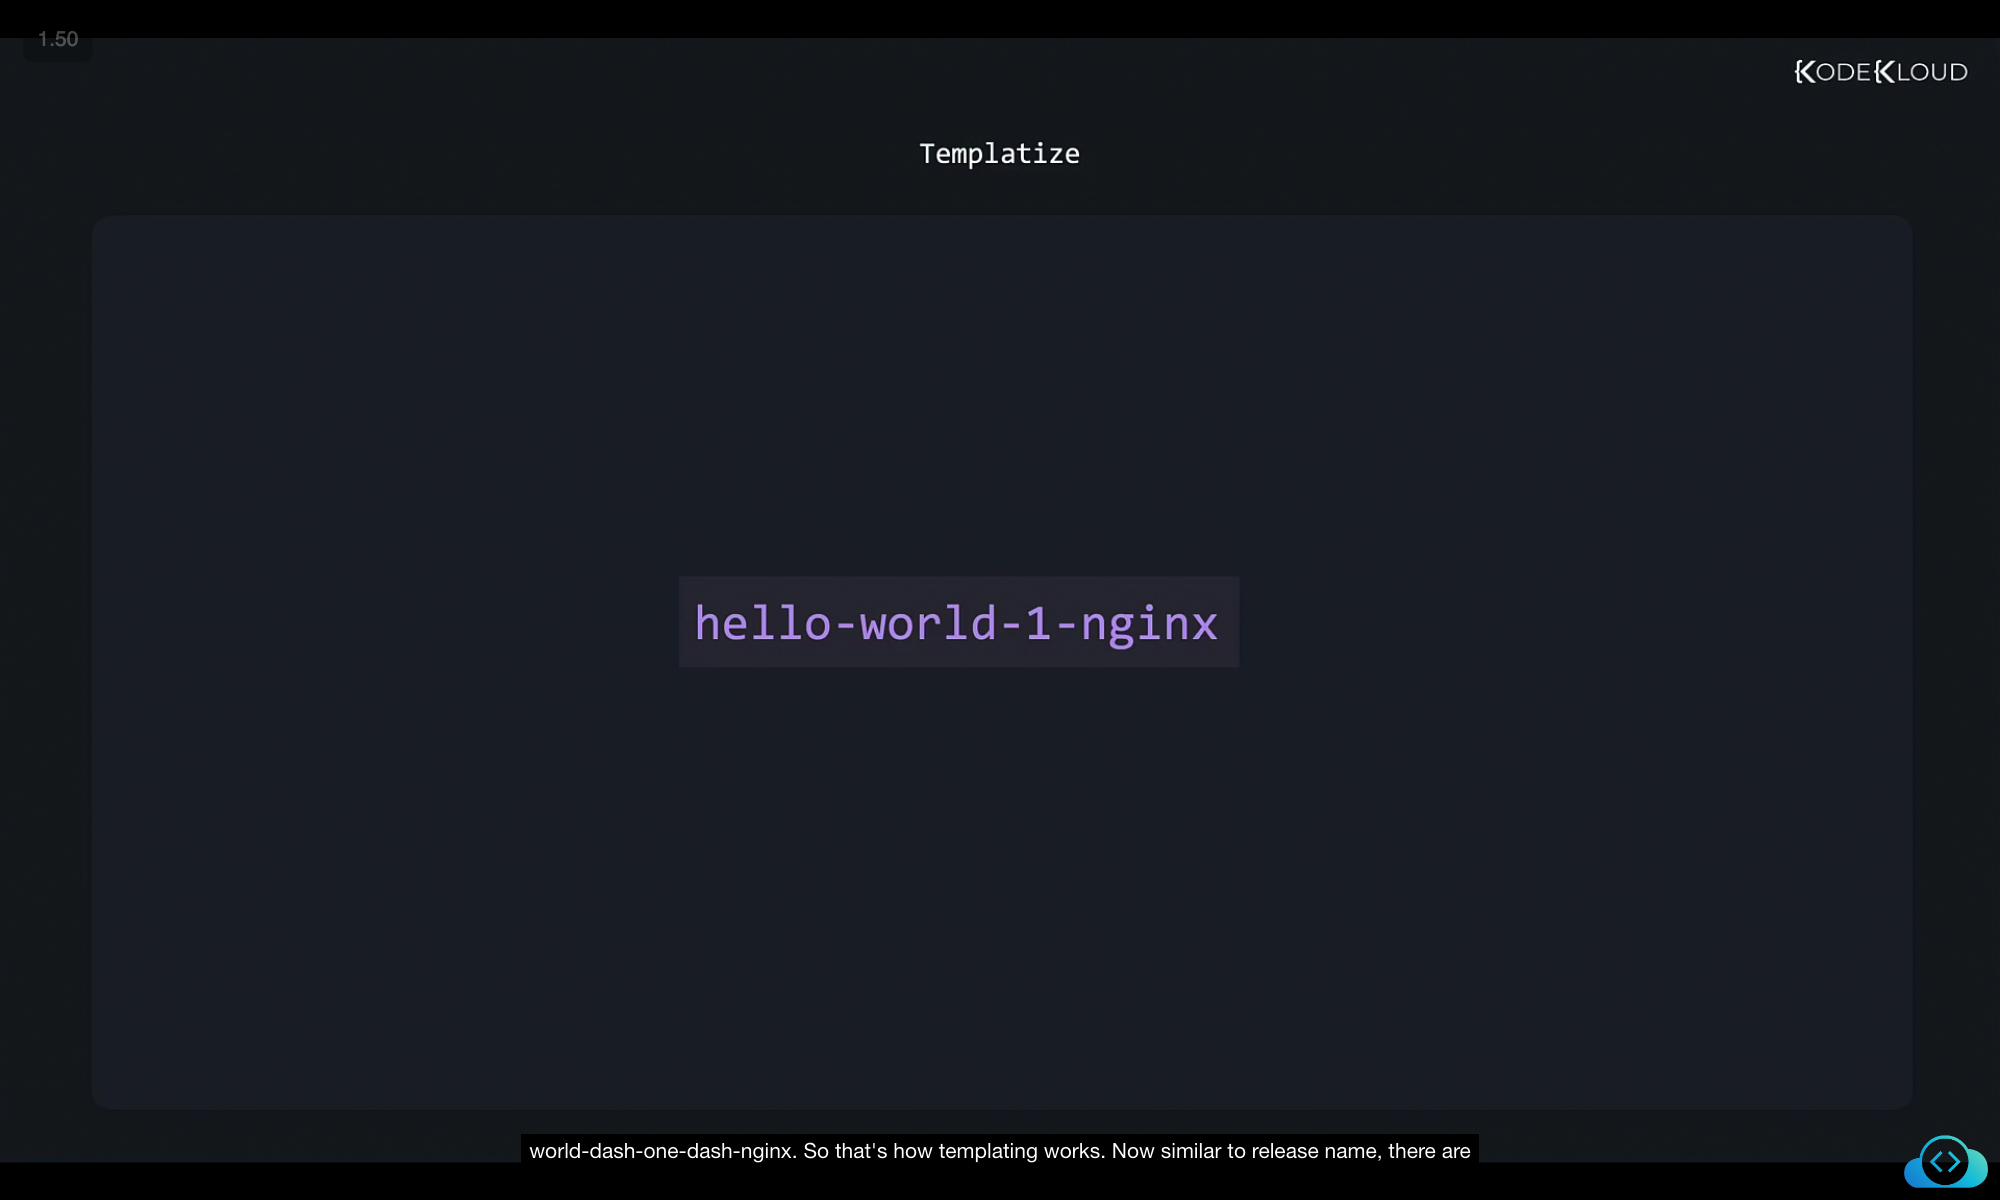 1.50
KODEKLOUD
Templatize
hello-world-1-nginx
world-dash-one-dash-nginx. So that's how templating works. Now similar to release name, there are